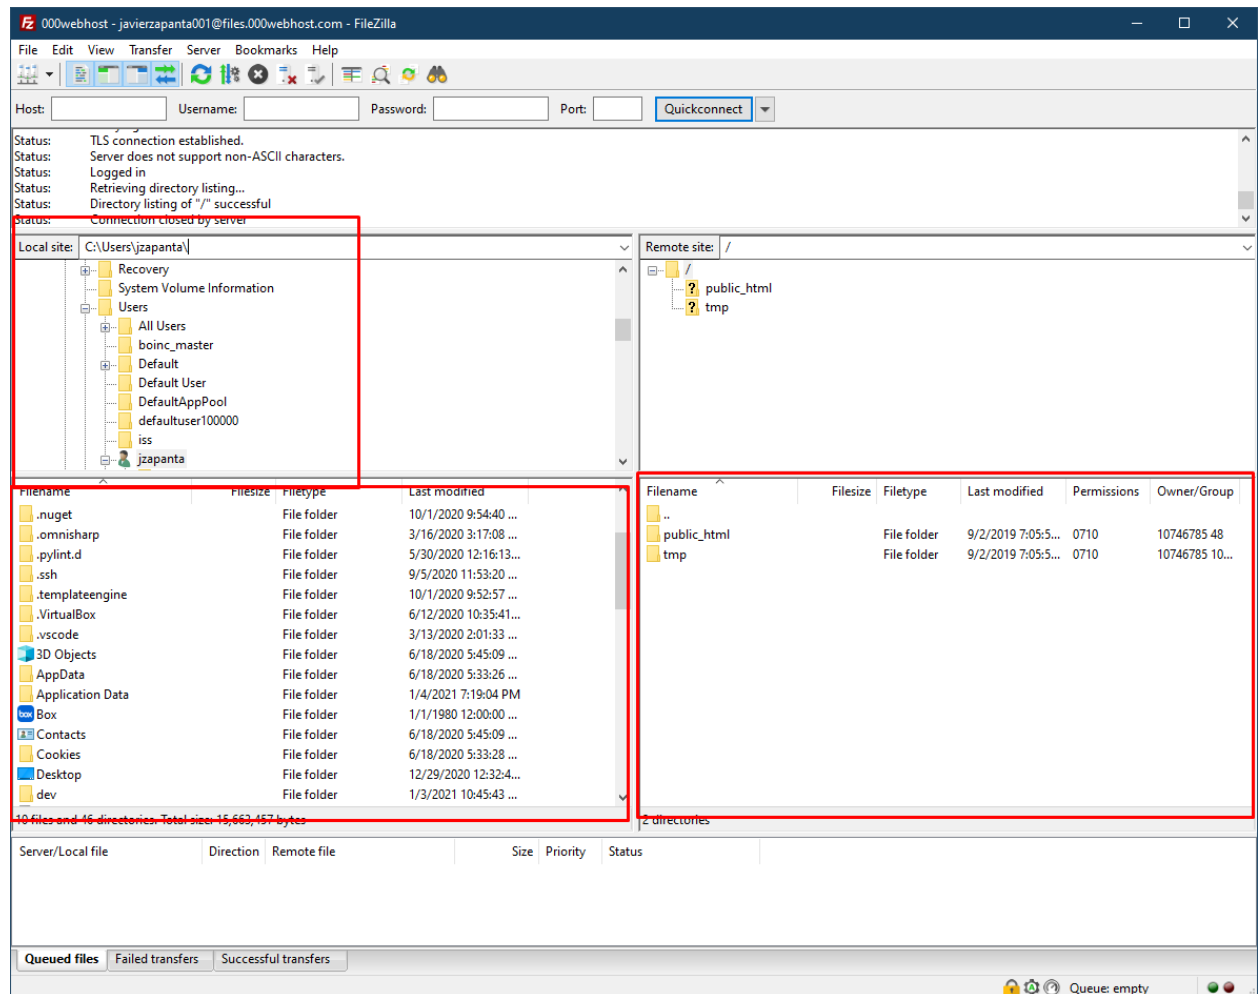 000webhost - javierzapanta001@files.000webhost.com - FileZilla
File Edit View Transfer Server Bookmarks Help
Host: Username: Password: Port: Quickconnect
Status: TLS connection established.
Status: Server does not support non-ASCII characters.
Status: Logged in
Status: Retrieving directory listing...
Status: Directory listing of "/" successful
Status: Connection closed by server
Local site: C:\Users\jzapanta\
Recovery
System Volume Information
Users
All Users
boinc_master
Default
Default User
DefaultAppPool
defaultuser100000
iss
jzapanta
Remote site: /
/
? public_html
? tmp
Filename Filesize Filetype Last modified
.nuget File folder 10/1/2020 9:54:40 ...
.omnisharp File folder 3/16/2020 3:17:08 ...
.pylint.d File folder 5/30/2020 12:16:13...
.ssh File folder 9/5/2020 11:53:20 ...
.templateengine File folder 10/1/2020 9:52:57 ...
.VirtualBox File folder 6/12/2020 10:35:41...
.vscode File folder 3/13/2020 2:01:33 ...
3D Objects File folder 6/18/2020 5:45:09 ...
AppData File folder 6/18/2020 5:33:26 ...
Application Data File folder 1/4/2021 7:19:04 PM
box Box File folder 1/1/1980 12:00:00 ...
Contacts File folder 6/18/2020 5:45:09 ...
Cookies File folder 6/18/2020 5:33:28 ...
Desktop File folder 12/29/2020 12:32:4...
dev File folder 1/3/2021 10:45:43 ...
10 files and 46 directories. Total size: 15,663,457 bytes
Filename Filesize Filetype Last modified Permissions Owner/Group
..
public_html File folder 9/2/2019 7:05:5... 0710 10746785 48
tmp File folder 9/2/2019 7:05:5... 0710 10746785 10...
2 directories
Server/Local file Direction Remote file Size Priority Status
Queued files Failed transfers Successful transfers
Queue: empty